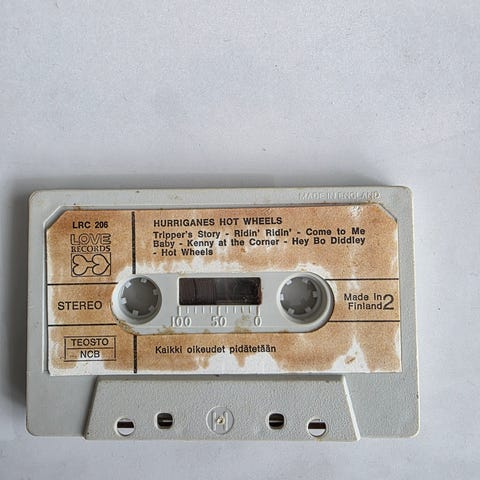 MADE IN ENGLAND
LRC 206
LOVE
RECORDS
HURRIGANES HOT WHEELS
Tripper's Story - Ridin' Ridin' - Come to Me
Baby - Kenny at the Corner - Hey Bo Diddley
- Hot Wheels
STEREO
100 50 0
Made in
Finland 2
TEOSTO
NCB
Kaikki oikeudet pidätetään